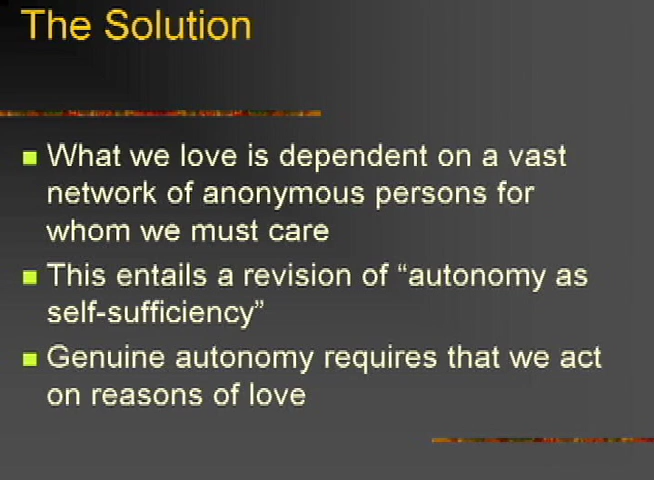 The Solution
What we love is dependent on a vast
network of anonymous persons for
whom we must care
This entails a revision of “autonomy as
self-sufficiency”
Genuine autonomy requires that we act
on reasons of love